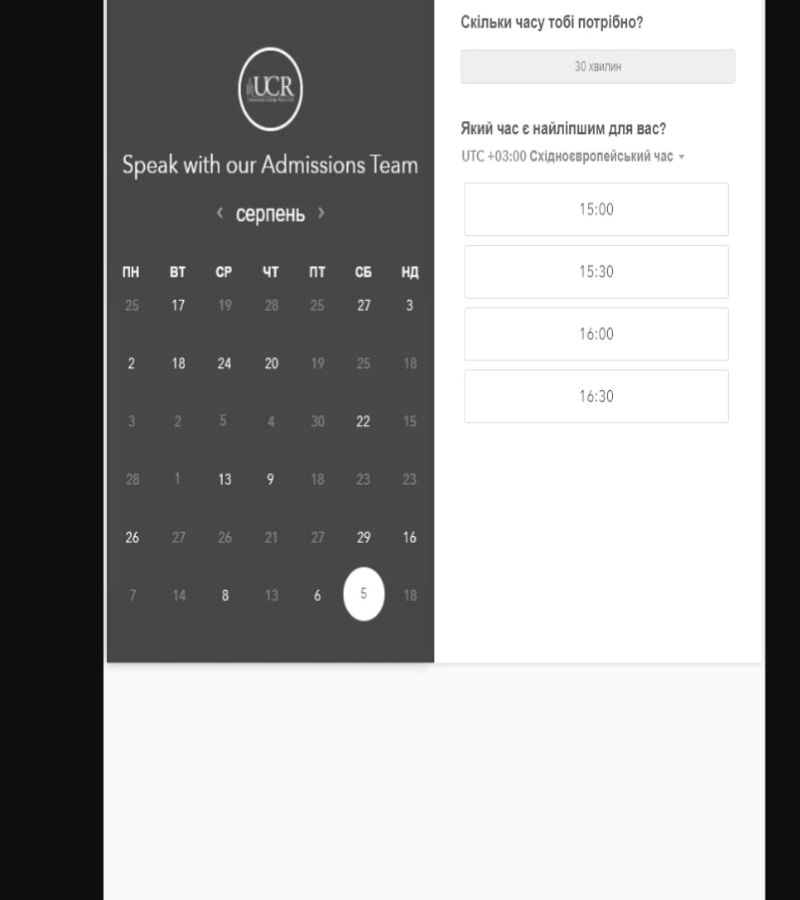 UCR
Speak with our Admissions Team
‹ серпень ›
ПН ВТ СР ЧТ ПТ СБ НД
25 17 19 28 25 27 3
2 18 24 20 19 25 18
3 2 5 4 30 22 15
28 1 13 9 18 23 23
26 27 26 21 27 29 16
7 14 8 13 6 5 18
Скільки часу тобі потрібно?
30 хвилин
Який час є найліпшим для вас?
UTC +03:00 Східноєвропейський час
15:00
15:30
16:00
16:30